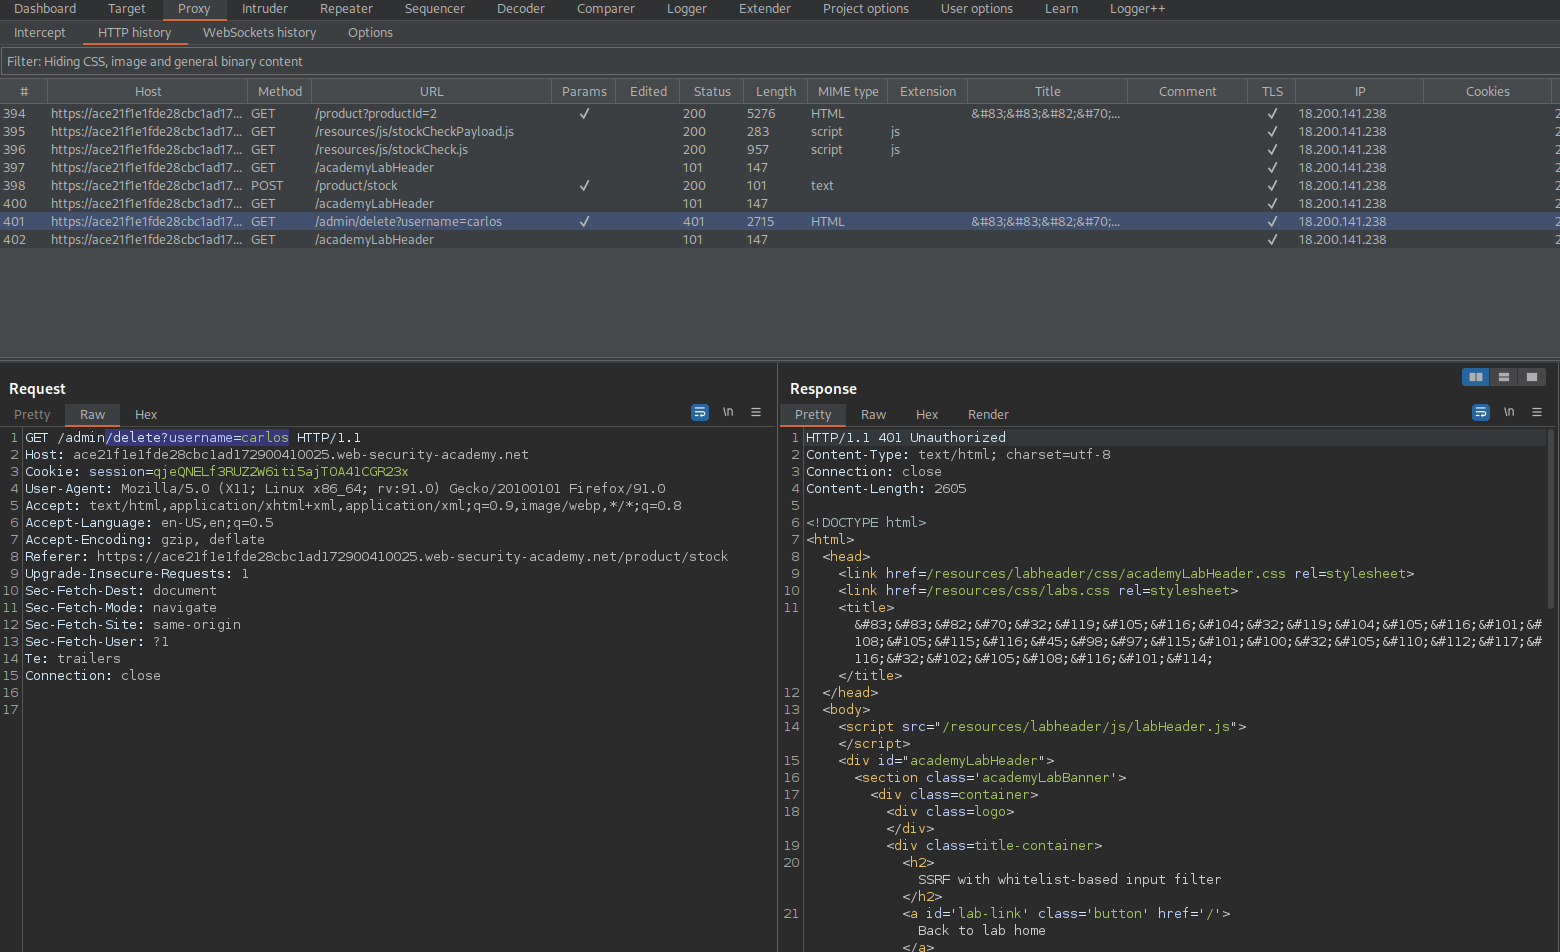 Dashboard Target Proxy Intruder Repeater Sequencer Decoder Comparer Logger Extender Project options User options Learn Logger++
Intercept HTTP history WebSockets history Options
Filter: Hiding CSS, image and general binary content
# Host Method URL Params Edited Status Length MIME type Extension Title Comment TLS IP Cookies
394 https://ace21f1e1fde28cbc1ad17... GET /product?productId=2 ✓ 200 5276 HTML &#83;&#83;&#82;&#70;... ✓ 18.200.141.238 2
395 https://ace21f1e1fde28cbc1ad17... GET /resources/js/stockCheckPayload.js 200 283 script js ✓ 18.200.141.238 2
396 https://ace21f1e1fde28cbc1ad17... GET /resources/js/stockCheck.js 200 957 script js ✓ 18.200.141.238 2
397 https://ace21f1e1fde28cbc1ad17... GET /academyLabHeader 101 147 ✓ 18.200.141.238 2
398 https://ace21f1e1fde28cbc1ad17... POST /product/stock ✓ 200 101 text ✓ 18.200.141.238 2
400 https://ace21f1e1fde28cbc1ad17... GET /academyLabHeader 101 147 ✓ 18.200.141.238 2
401 https://ace21f1e1fde28cbc1ad17... GET /admin/delete?username=carlos ✓ 401 2715 HTML &#83;&#83;&#82;&#70;... ✓ 18.200.141.238 2
402 https://ace21f1e1fde28cbc1ad17... GET /academyLabHeader 101 147 ✓ 18.200.141.238 2
Request
Pretty Raw Hex \n
1 GET /admin/delete?username=carlos HTTP/1.1
2 Host: ace21f1e1fde28cbc1ad172900410025.web-security-academy.net
3 Cookie: session=qjeQNELf3RUZ2W6iti5ajTOA41CGR23x
4 User-Agent: Mozilla/5.0 (X11; Linux x86_64; rv:91.0) Gecko/20100101 Firefox/91.0
5 Accept: text/html,application/xhtml+xml,application/xml;q=0.9,image/webp,*/*;q=0.8
6 Accept-Language: en-US,en;q=0.5
7 Accept-Encoding: gzip, deflate
8 Referer: https://ace21f1e1fde28cbc1ad172900410025.web-security-academy.net/product/stock
9 Upgrade-Insecure-Requests: 1
10 Sec-Fetch-Dest: document
11 Sec-Fetch-Mode: navigate
12 Sec-Fetch-Site: same-origin
13 Sec-Fetch-User: ?1
14 Te: trailers
15 Connection: close
16
17
Response
Pretty Raw Hex Render \n
1 HTTP/1.1 401 Unauthorized
2 Content-Type: text/html; charset=utf-8
3 Connection: close
4 Content-Length: 2605
5
6 <!DOCTYPE html>
7 <html>
8 <head>
9 <link href=/resources/labheader/css/academyLabHeader.css rel=stylesheet>
10 <link href=/resources/css/labs.css rel=stylesheet>
11 <title>
&#83;&#83;&#82;&#70;&#32;&#119;&#105;&#116;&#104;&#32;&#119;&#104;&#105;&#116;&#101;&#
108;&#105;&#115;&#116;&#45;&#98;&#97;&#115;&#101;&#100;&#32;&#105;&#110;&#112;&#117;&#
116;&#32;&#102;&#105;&#108;&#116;&#101;&#114;
</title>
12 </head>
13 <body>
14 <script src="/resources/labheader/js/labHeader.js">
</script>
15 <div id="academyLabHeader">
16 <section class='academyLabBanner'>
17 <div class=container>
18 <div class=logo>
</div>
19 <div class=title-container>
20 <h2>
SSRF with whitelist-based input filter
</h2>
21 <a id='lab-link' class='button' href='/'>
Back to lab home
</a>